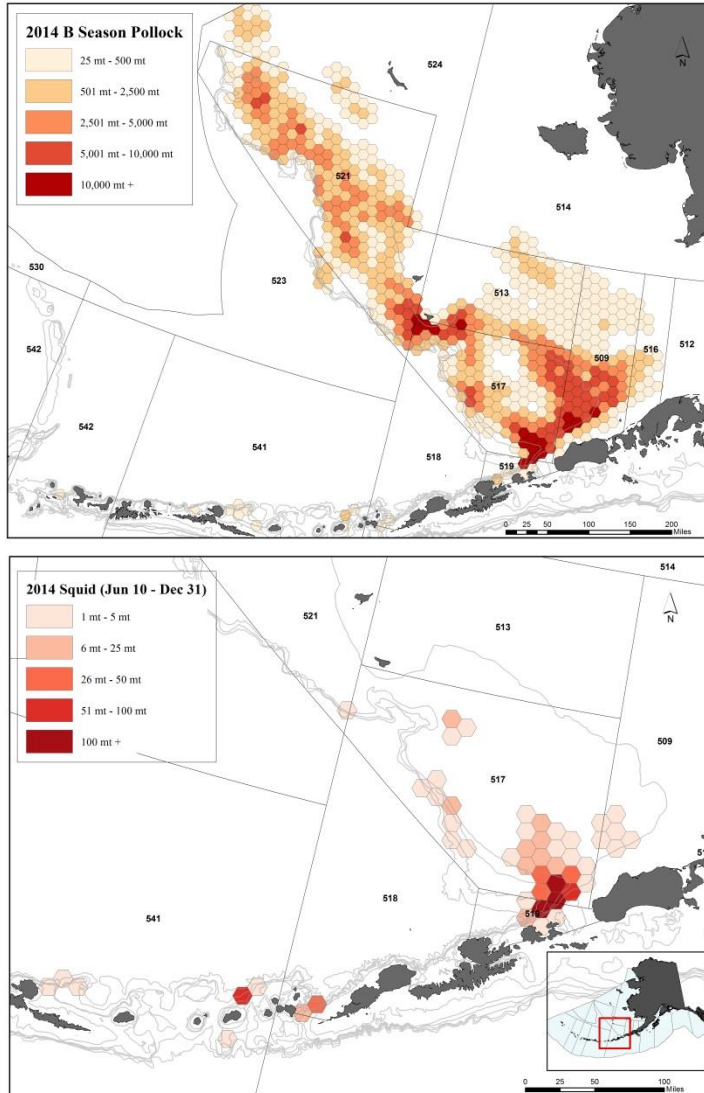 2014 B Season Pollock
25 mt - 500 mt
501 mt - 2,500 mt
2,501 mt - 5,000 mt
5,001 mt - 10,000 mt
10,000 mt +
N
524
521
514
530
523
513
542
509
516
512
517
542
541
518
519
0 25 50 100 150 200
Miles
2014 Squid (Jun 10 - Dec 31)
1 mt - 5 mt
6 mt - 25 mt
26 mt - 50 mt
51 mt - 100 mt
100 mt +
514
N
521
513
509
517
51
518
519
541
0 25 50 100
Miles